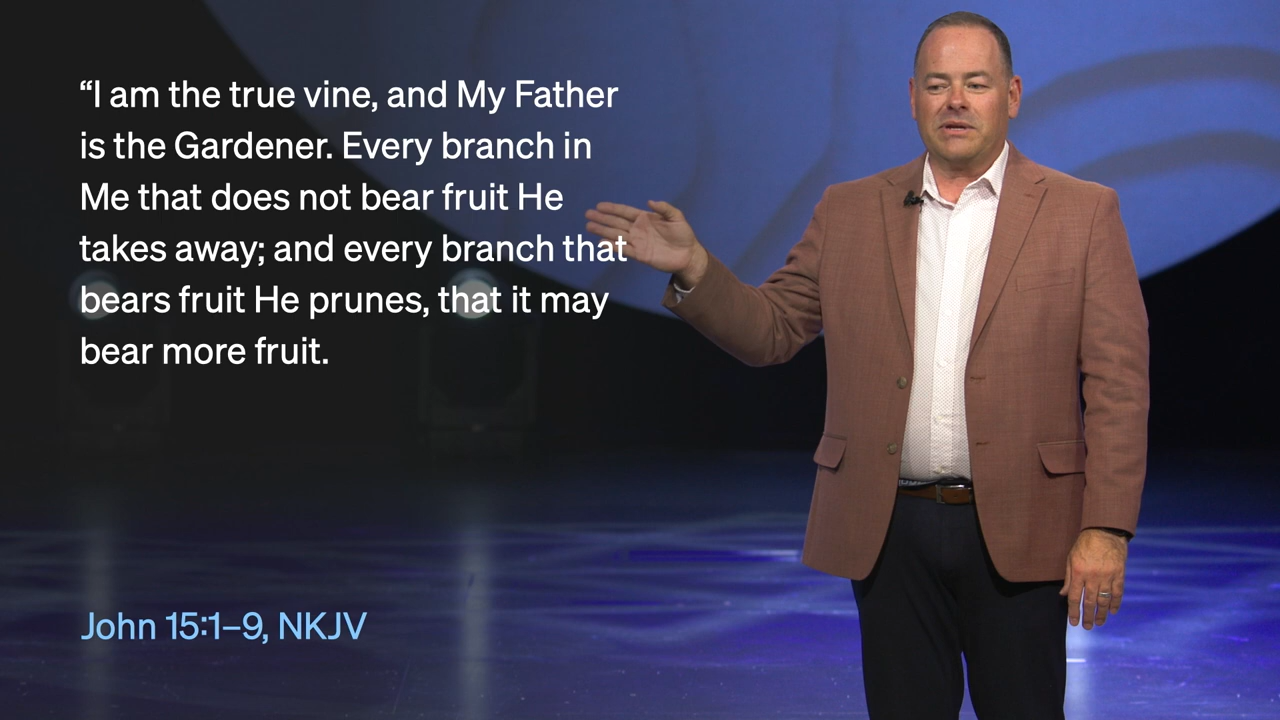 “I am the true vine, and My Father
is the Gardener. Every branch in
Me that does not bear fruit He
takes away; and every branch that
bears fruit He prunes, that it may
bear more fruit.
John 15:1–9, NKJV